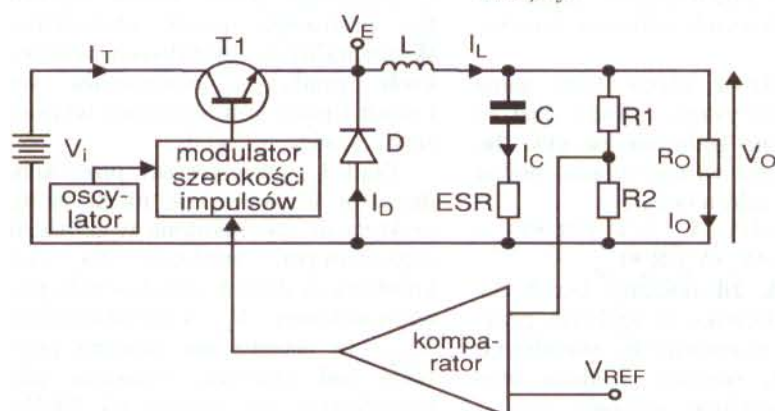 I_T
T1
V_E
L
I_L
V_i
oscy-
lator
modulator
szerokości
impulsów
D
I_D
C
I_C
ESR
R1
R2
R_O
I_O
V_O
kompa-
rator
V_REF